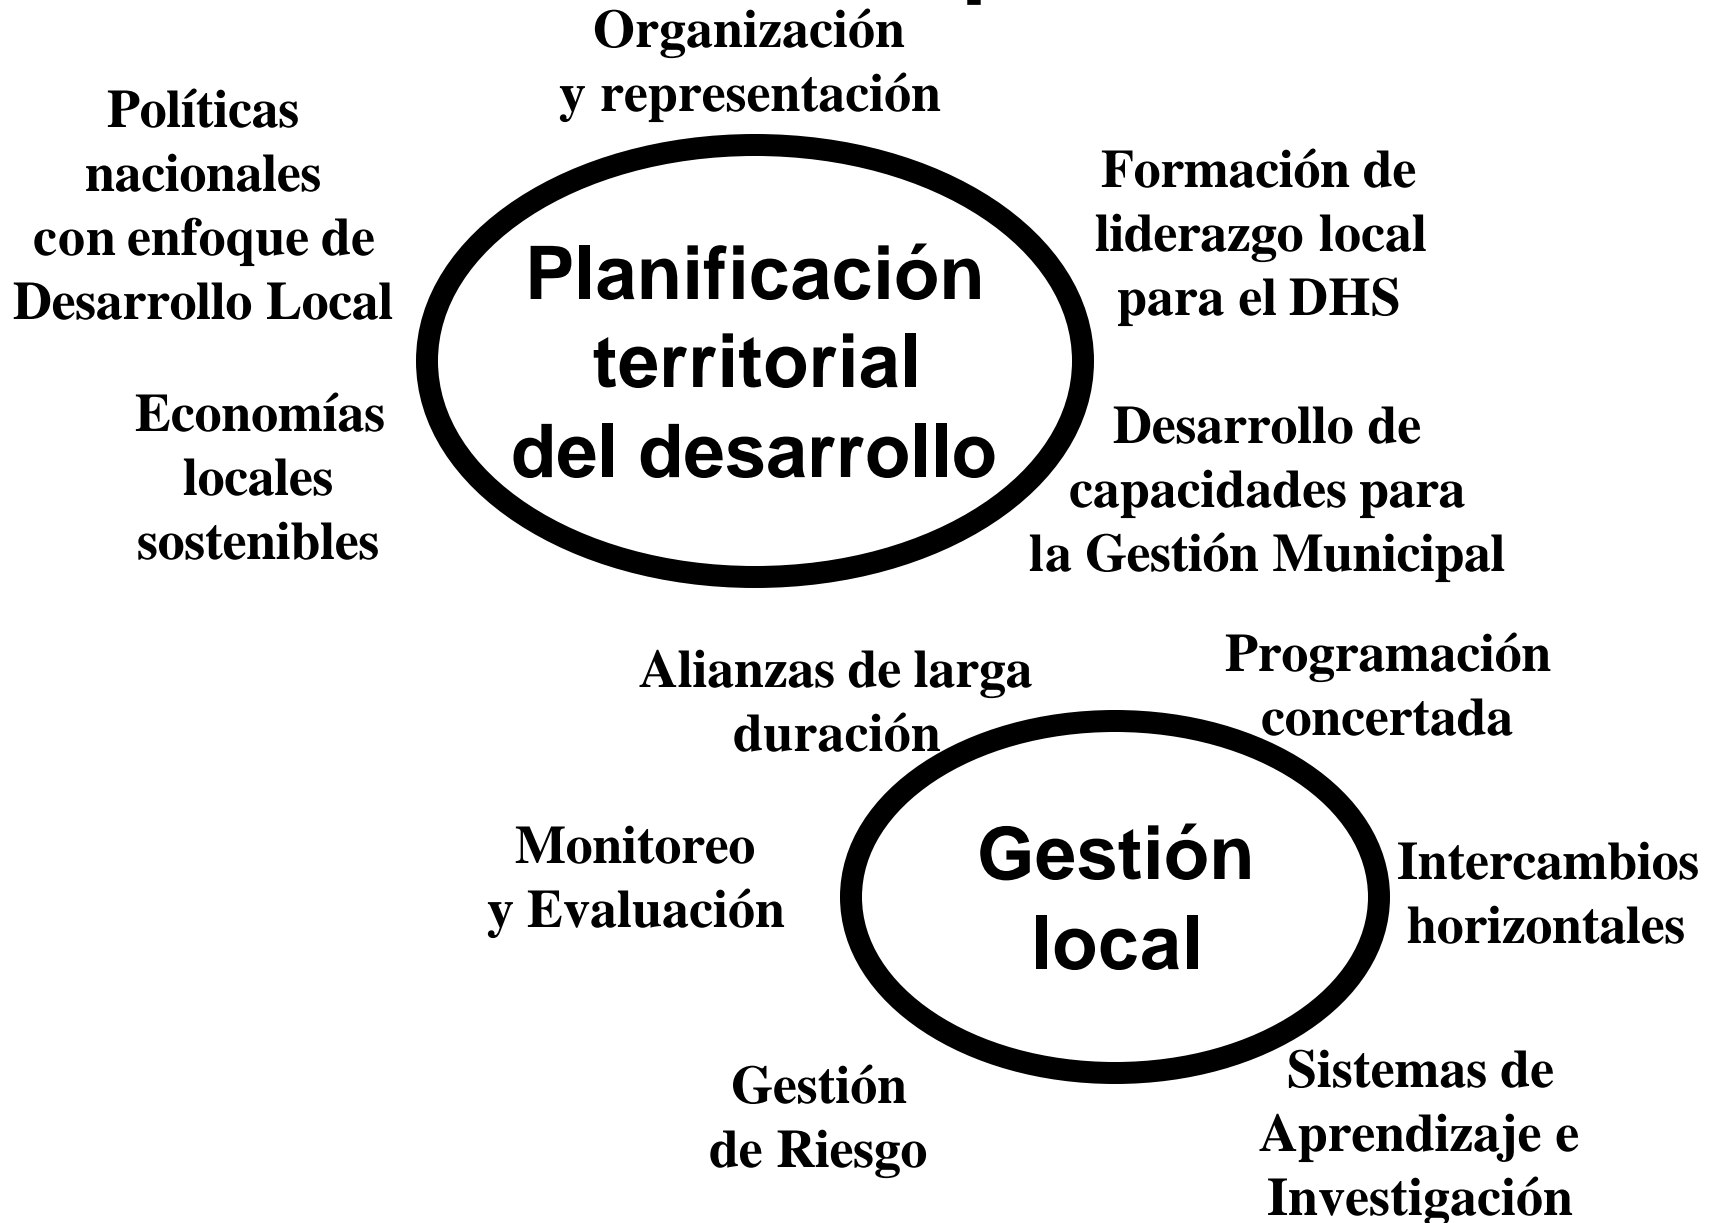 Organización
y representación
Políticas
nacionales
con enfoque de
Desarrollo Local
Formación de
liderazgo local
para el DHS
Planificación
territorial
del desarrollo
Economías
locales
sostenibles
Desarrollo de
capacidades para
la Gestión Municipal
Alianzas de larga
duración
Programación
concertada
Monitoreo
y Evaluación
Gestión
local
Intercambios
horizontales
Gestión
de Riesgo
Sistemas de
Aprendizaje e
Investigación